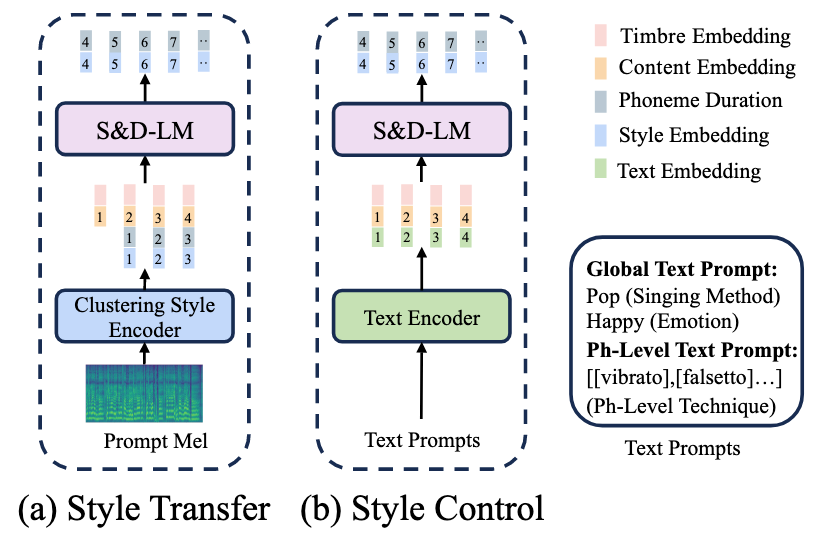 4 5 6 7 ..
4 5 6 7 ..
S&D-LM
1 2 3 4
1 2 3
1 2 3
Clustering Style
Encoder
Prompt Mel
(a) Style Transfer
4 5 6 7 ..
4 5 6 7 ..
S&D-LM
1 2 3 4
1 2 3 4
Text Encoder
Text Prompts
(b) Style Control
Timbre Embedding
Content Embedding
Phoneme Duration
Style Embedding
Text Embedding
Global Text Prompt:
Pop (Singing Method)
Happy (Emotion)
Ph-Level Text Prompt:
[[vibrato],[falsetto]…]
(Ph-Level Technique)
Text Prompts